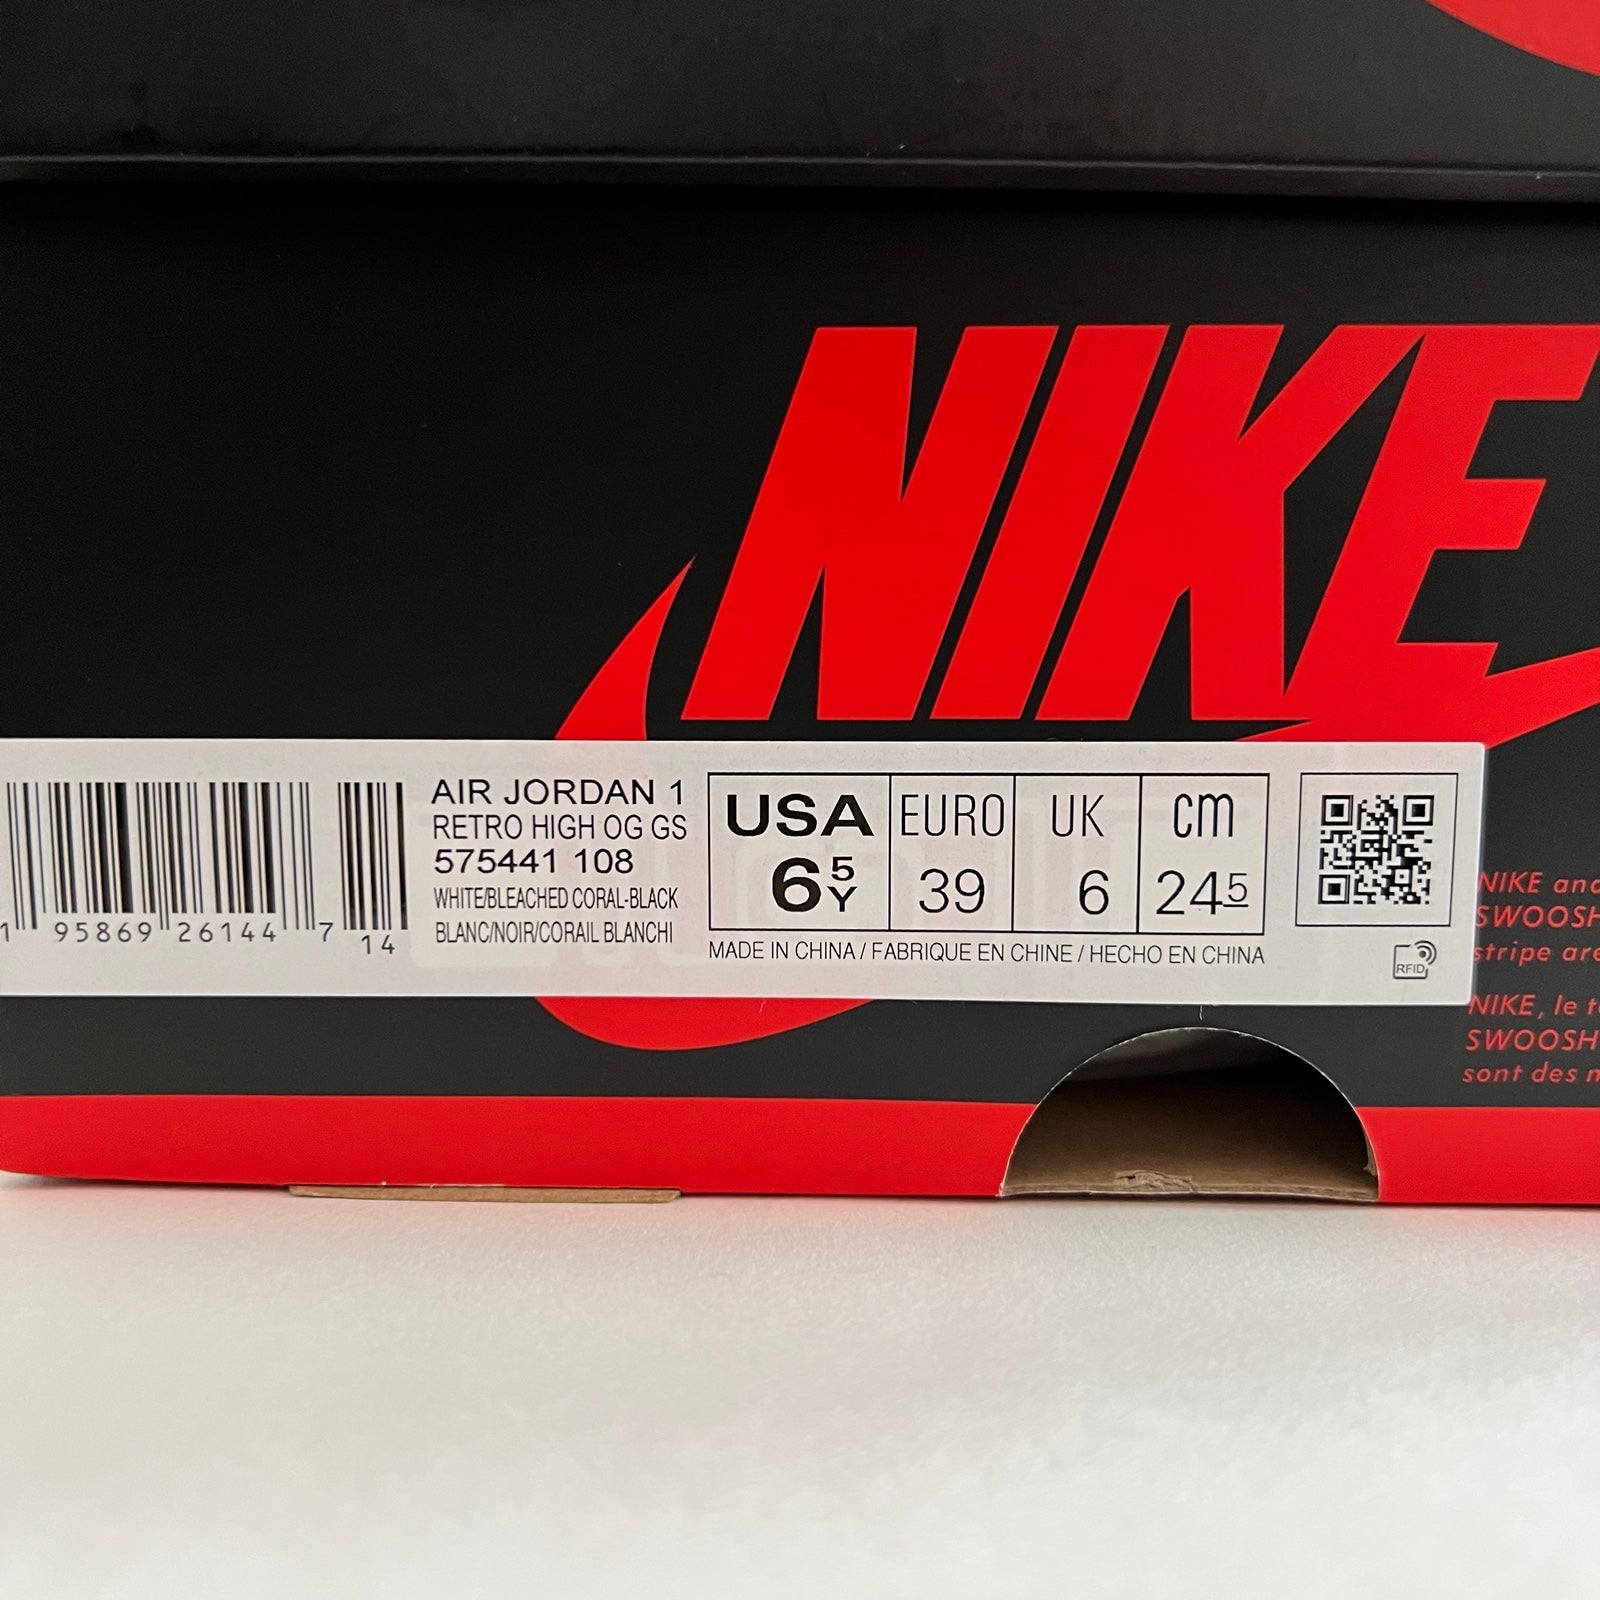 NIKE
AIR JORDAN 1
RETRO HIGH OG GS
575441 108
WHITE/BLEACHED CORAL-BLACK
BLANC/NOIR/CORAIL BLANCHI
1 95869 26144 7 14
USA EURO UK cm
6 5 Y 39 6 24 5
MADE IN CHINA / FABRIQUE EN CHINE / HECHO EN CHINA
RFID
NIKE and
SWOOSH
stripe are
NIKE, le
SWOOSH
sont des